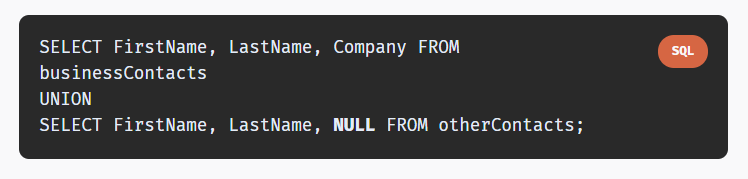 SELECT FirstName, LastName, Company FROM
businessContacts
UNION
SELECT FirstName, LastName, NULL FROM otherContacts;
SQL